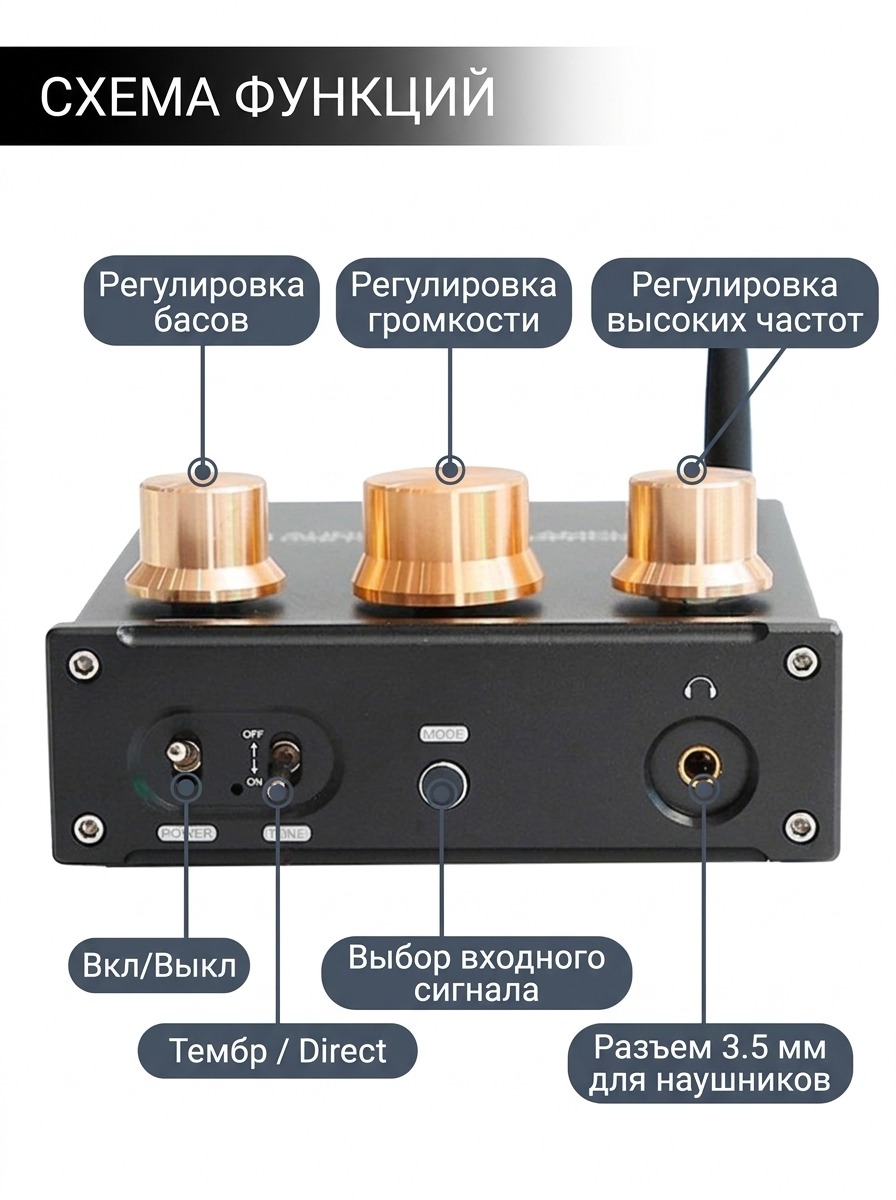 СХЕМА ФУНКЦИЙ
Регулировка
басов
Регулировка
громкости
Регулировка
высоких частот
OFF
ON
MODE
POWER
TONE
Вкл/Выкл
Выбор входного
сигнала
Тембр / Direct
Разъем 3.5 мм
для наушников